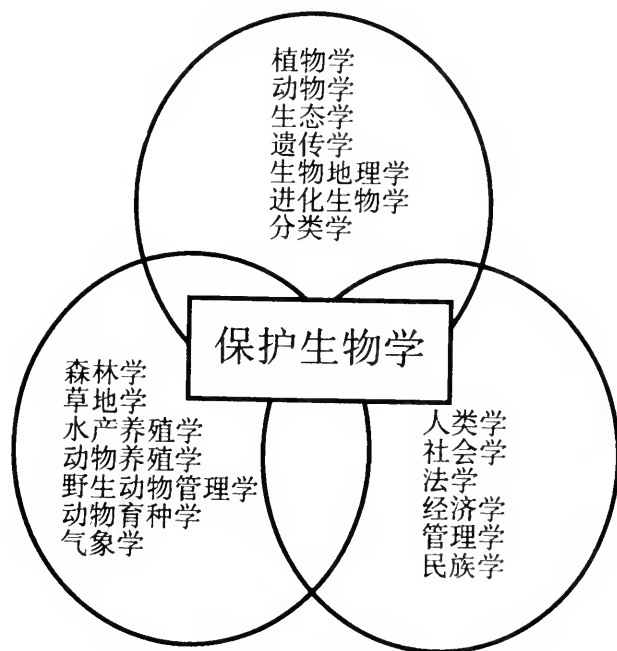 植物学
动物学
生态学
遗传学
生物地理学
进化生物学
分类学
保护生物学
森林学
草地学
水产养殖学
动物养殖学
野生动物管理学
动物育种学
气象学
人类学
社会学
法学
经济学
管理学
民族学